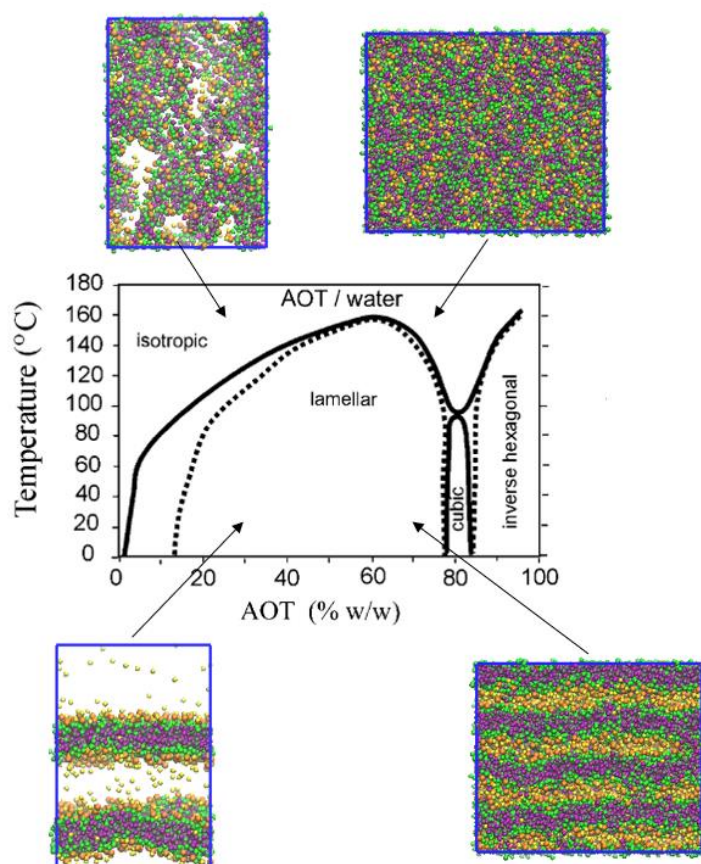 Temperature (°C)
180
160
140
120
100
80
60
40
20
0
AOT / water
isotropic
lamellar
cubic
inverse hexagonal
0 20 40 60 80 100
AOT (% w/w)